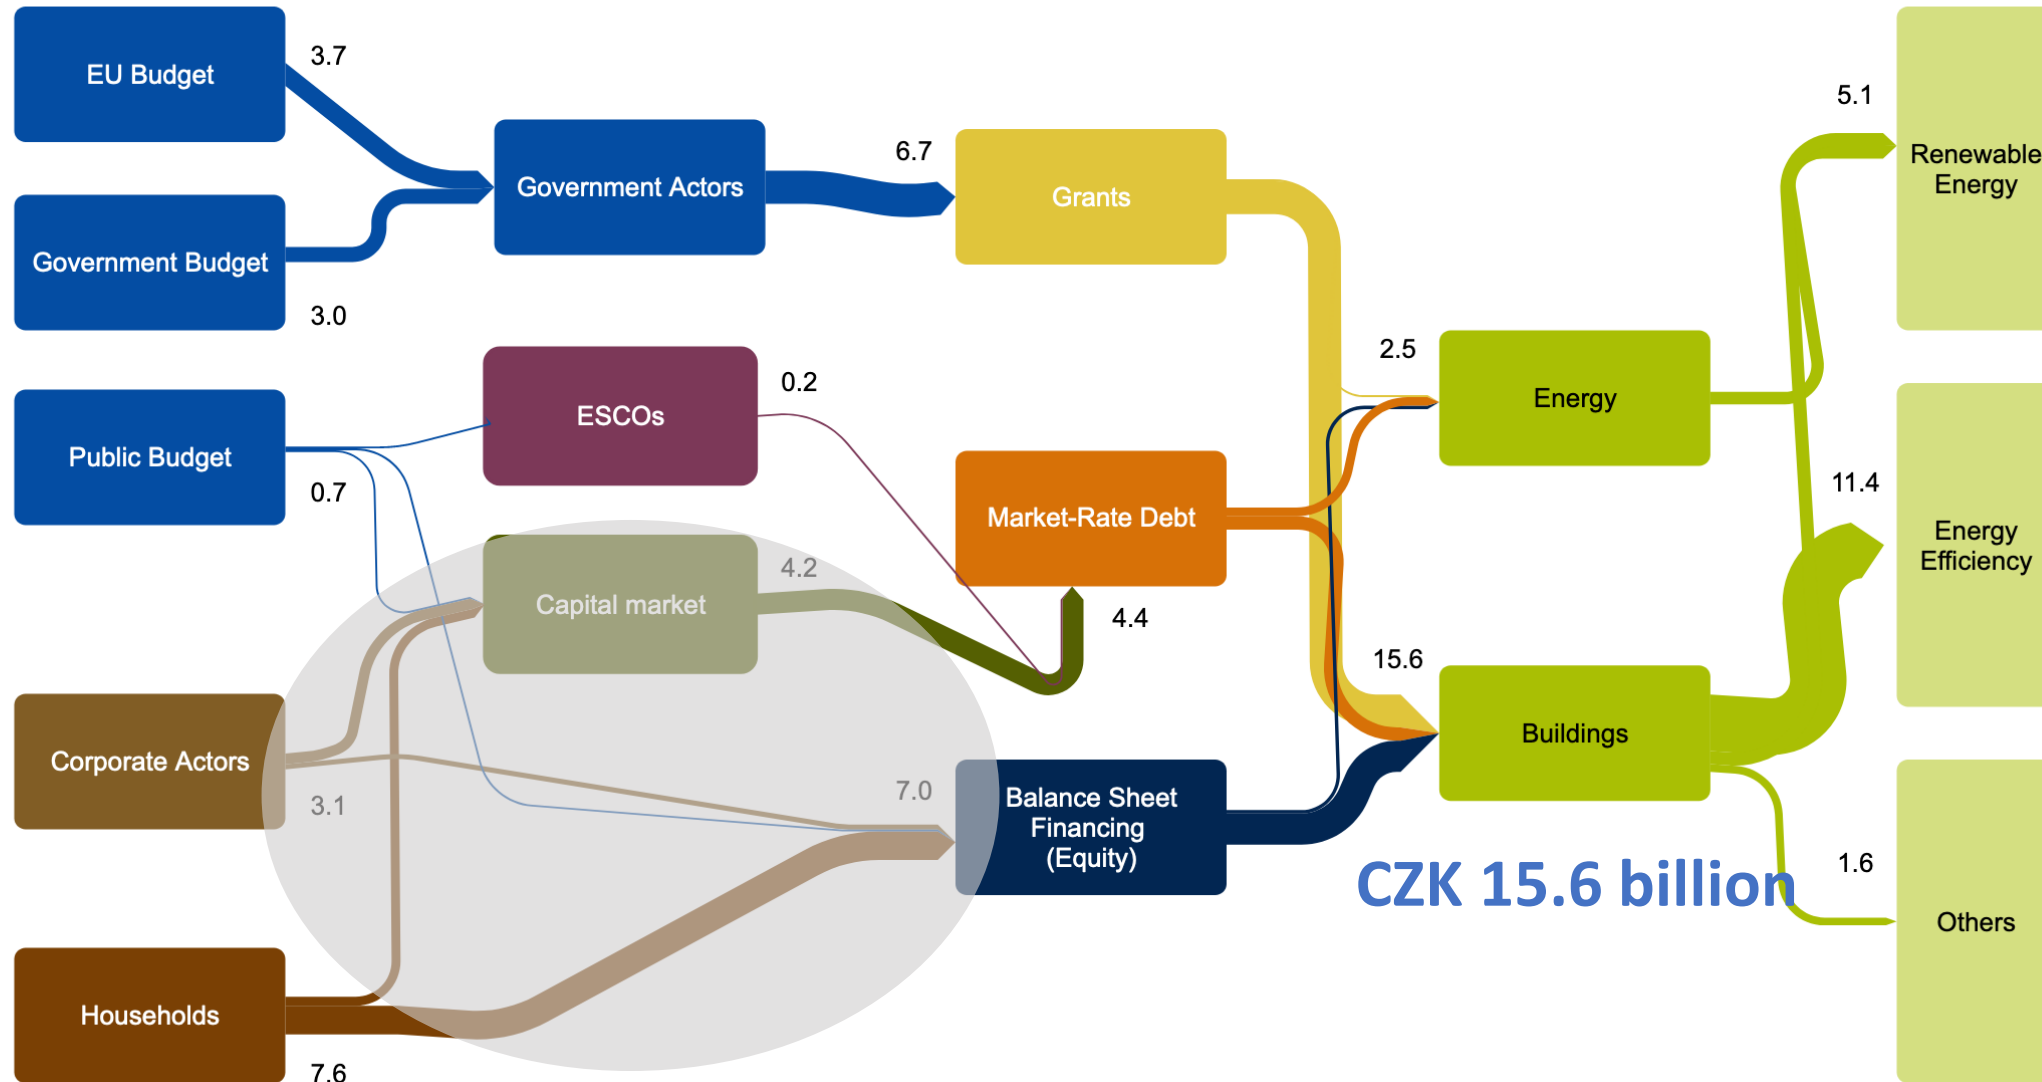 EU Budget
3.7
Government Budget
3.0
Public Budget
0.7
Corporate Actors
3.1
Households
7.6
Government Actors
6.7
ESCOs
0.2
Capital market
4.2
Grants
Market-Rate Debt
4.4
7.0
Balance Sheet
Financing
(Equity)
2.5
Energy
15.6
Buildings
CZK 15.6 billion
5.1
Renewable
Energy
11.4
Energy
Efficiency
1.6
Others